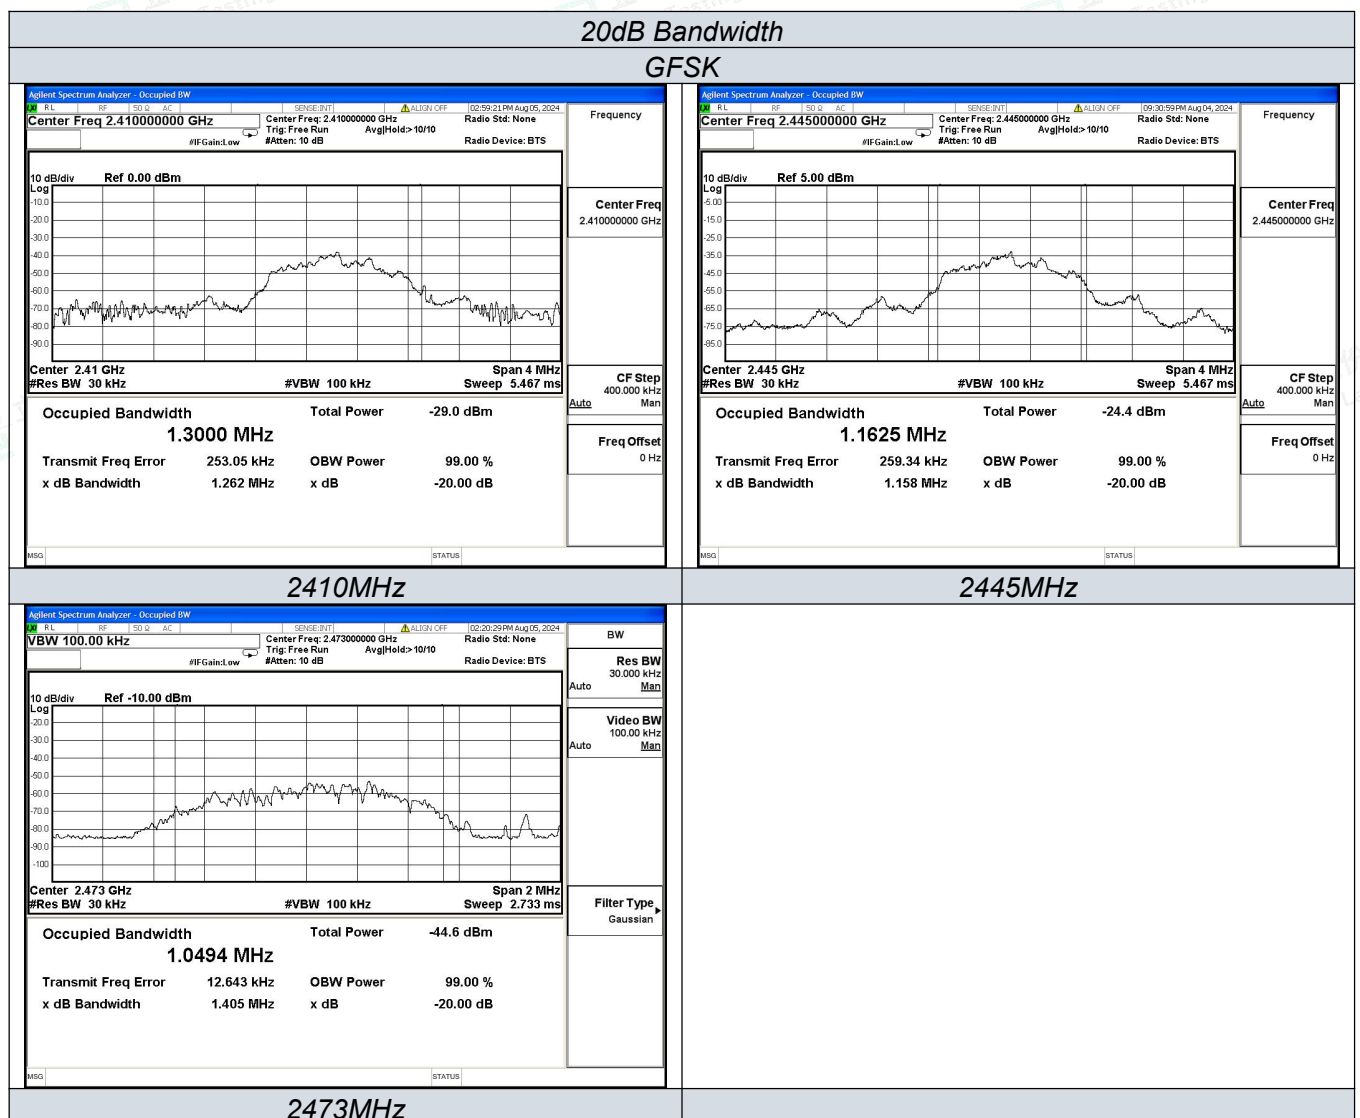 20dB Bandwidth
GFSK
Agilent Spectrum Analyzer - Occupied BW
LXI RL RF 50 Ω AC SENSE:INT ALIGN OFF 02:59:21 PM Aug 05, 2024
Center Freq 2.410000000 GHz
Center Freq: 2.410000000 GHz Radio Std: None
Trig: Free Run Avg|Hold:> 10/10
#IFGain:Low #Atten: 10 dB Radio Device: BTS
10 dB/div Ref 0.00 dBm
Log
-10.0
-20.0
-30.0
-40.0
-50.0
-60.0
-70.0
-80.0
-90.0
Center 2.41 GHz Span 4 MHz
#Res BW 30 kHz #VBW 100 kHz Sweep 5.467 ms
Occupied Bandwidth Total Power -29.0 dBm
1.3000 MHz
Transmit Freq Error 253.05 kHz OBW Power 99.00 %
x dB Bandwidth 1.262 MHz x dB -20.00 dB
MSG STATUS
Frequency
Center Freq
2.410000000 GHz
CF Step
400.000 kHz
Auto Man
Freq Offset
0 Hz
2410MHz
Agilent Spectrum Analyzer - Occupied BW
LXI RL RF 50 Ω AC SENSE:INT ALIGN OFF 09:30:59 PM Aug 04, 2024
Center Freq 2.445000000 GHz
Center Freq: 2.445000000 GHz Radio Std: None
Trig: Free Run Avg|Hold:> 10/10
#IFGain:Low #Atten: 10 dB Radio Device: BTS
10 dB/div Ref 5.00 dBm
Log
-5.00
-15.0
-25.0
-35.0
-45.0
-55.0
-65.0
-75.0
-85.0
Center 2.445 GHz Span 4 MHz
#Res BW 30 kHz #VBW 100 kHz Sweep 5.467 ms
Occupied Bandwidth Total Power -24.4 dBm
1.1625 MHz
Transmit Freq Error 259.34 kHz OBW Power 99.00 %
x dB Bandwidth 1.158 MHz x dB -20.00 dB
MSG STATUS
Frequency
Center Freq
2.445000000 GHz
CF Step
400.000 kHz
Auto Man
Freq Offset
0 Hz
2445MHz
Agilent Spectrum Analyzer - Occupied BW
LXI RL RF 50 Ω AC SENSE:INT ALIGN OFF 02:20:29 PM Aug 05, 2024
VBW 100.00 kHz
Center Freq: 2.473000000 GHz Radio Std: None
Trig: Free Run Avg|Hold:> 10/10
#IFGain:Low #Atten: 10 dB Radio Device: BTS
10 dB/div Ref -10.00 dBm
Log
-20.0
-30.0
-40.0
-50.0
-60.0
-70.0
-80.0
-90.0
-100
Center 2.473 GHz Span 2 MHz
#Res BW 30 kHz #VBW 100 kHz Sweep 2.733 ms
Occupied Bandwidth Total Power -44.6 dBm
1.0494 MHz
Transmit Freq Error 12.643 kHz OBW Power 99.00 %
x dB Bandwidth 1.405 MHz x dB -20.00 dB
MSG STATUS
BW
Res BW
30.000 kHz
Auto Man
Video BW
100.00 kHz
Auto Man
Filter Type
Gaussian
2473MHz